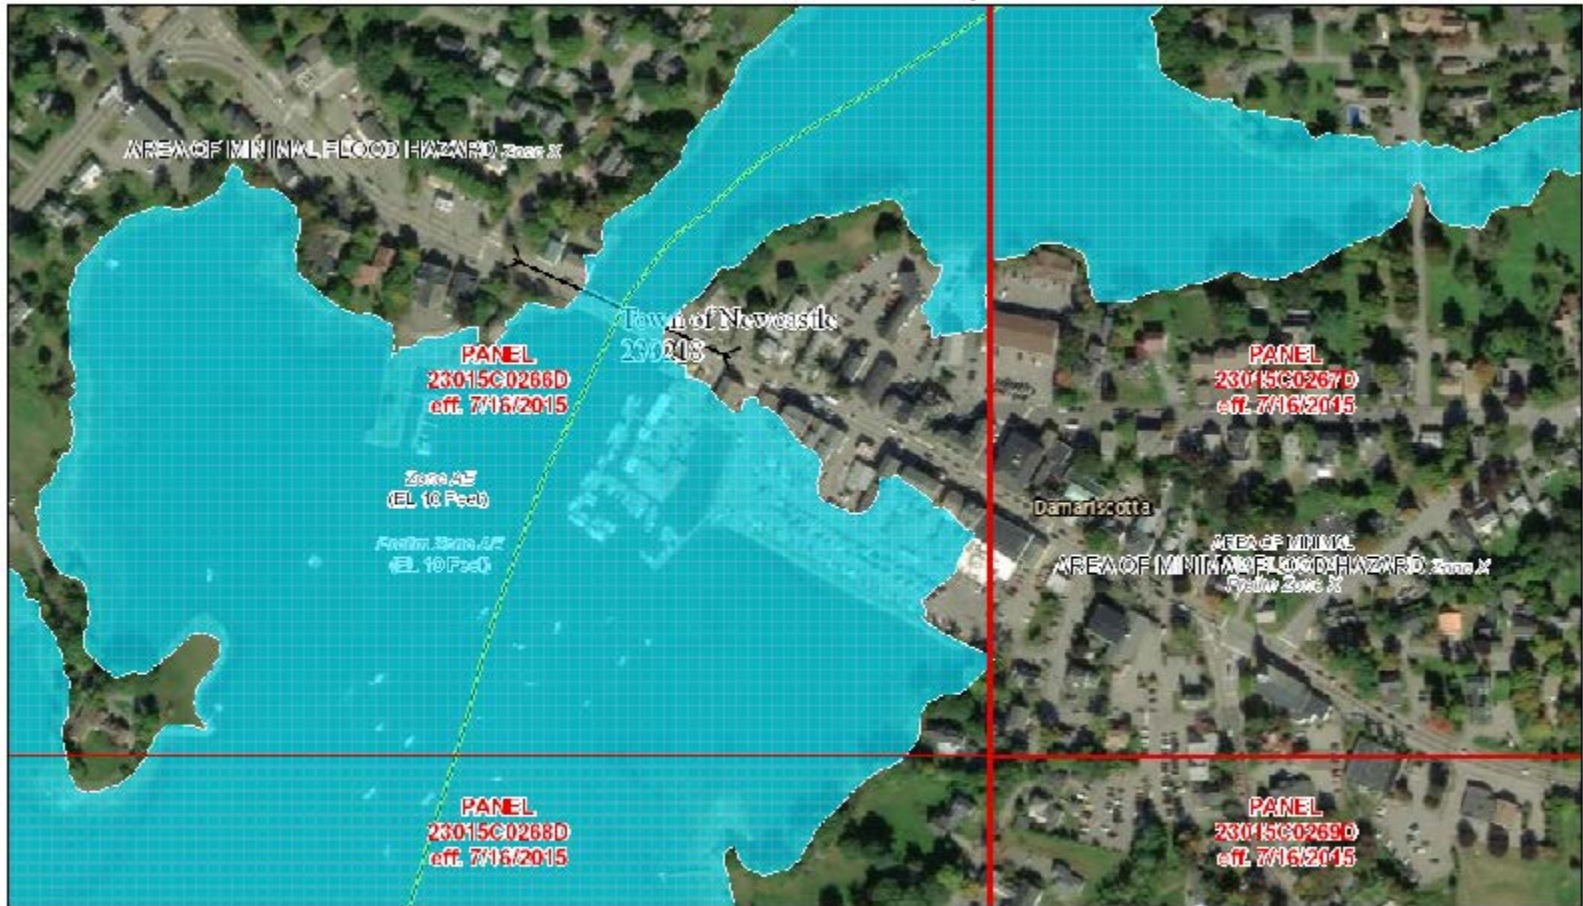 AREA OF MINIMAL FLOOD HAZARD Zone X
Town of Newcastle
230218
PANEL
23015C0266D
eff. 7/16/2015
PANEL
23015C0267D
eff. 7/16/2015
Zone AE
(EL 10 Feet)
Prelim Zone AE
(EL 10 Feet)
Damariscotta
AREA OF MINIMAL
AREA OF MINIMAL FLOOD HAZARD Zone X
Prelim Zone X
PANEL
23015C0268D
eff. 7/16/2015
PANEL
23015C0269D
eff. 7/16/2015